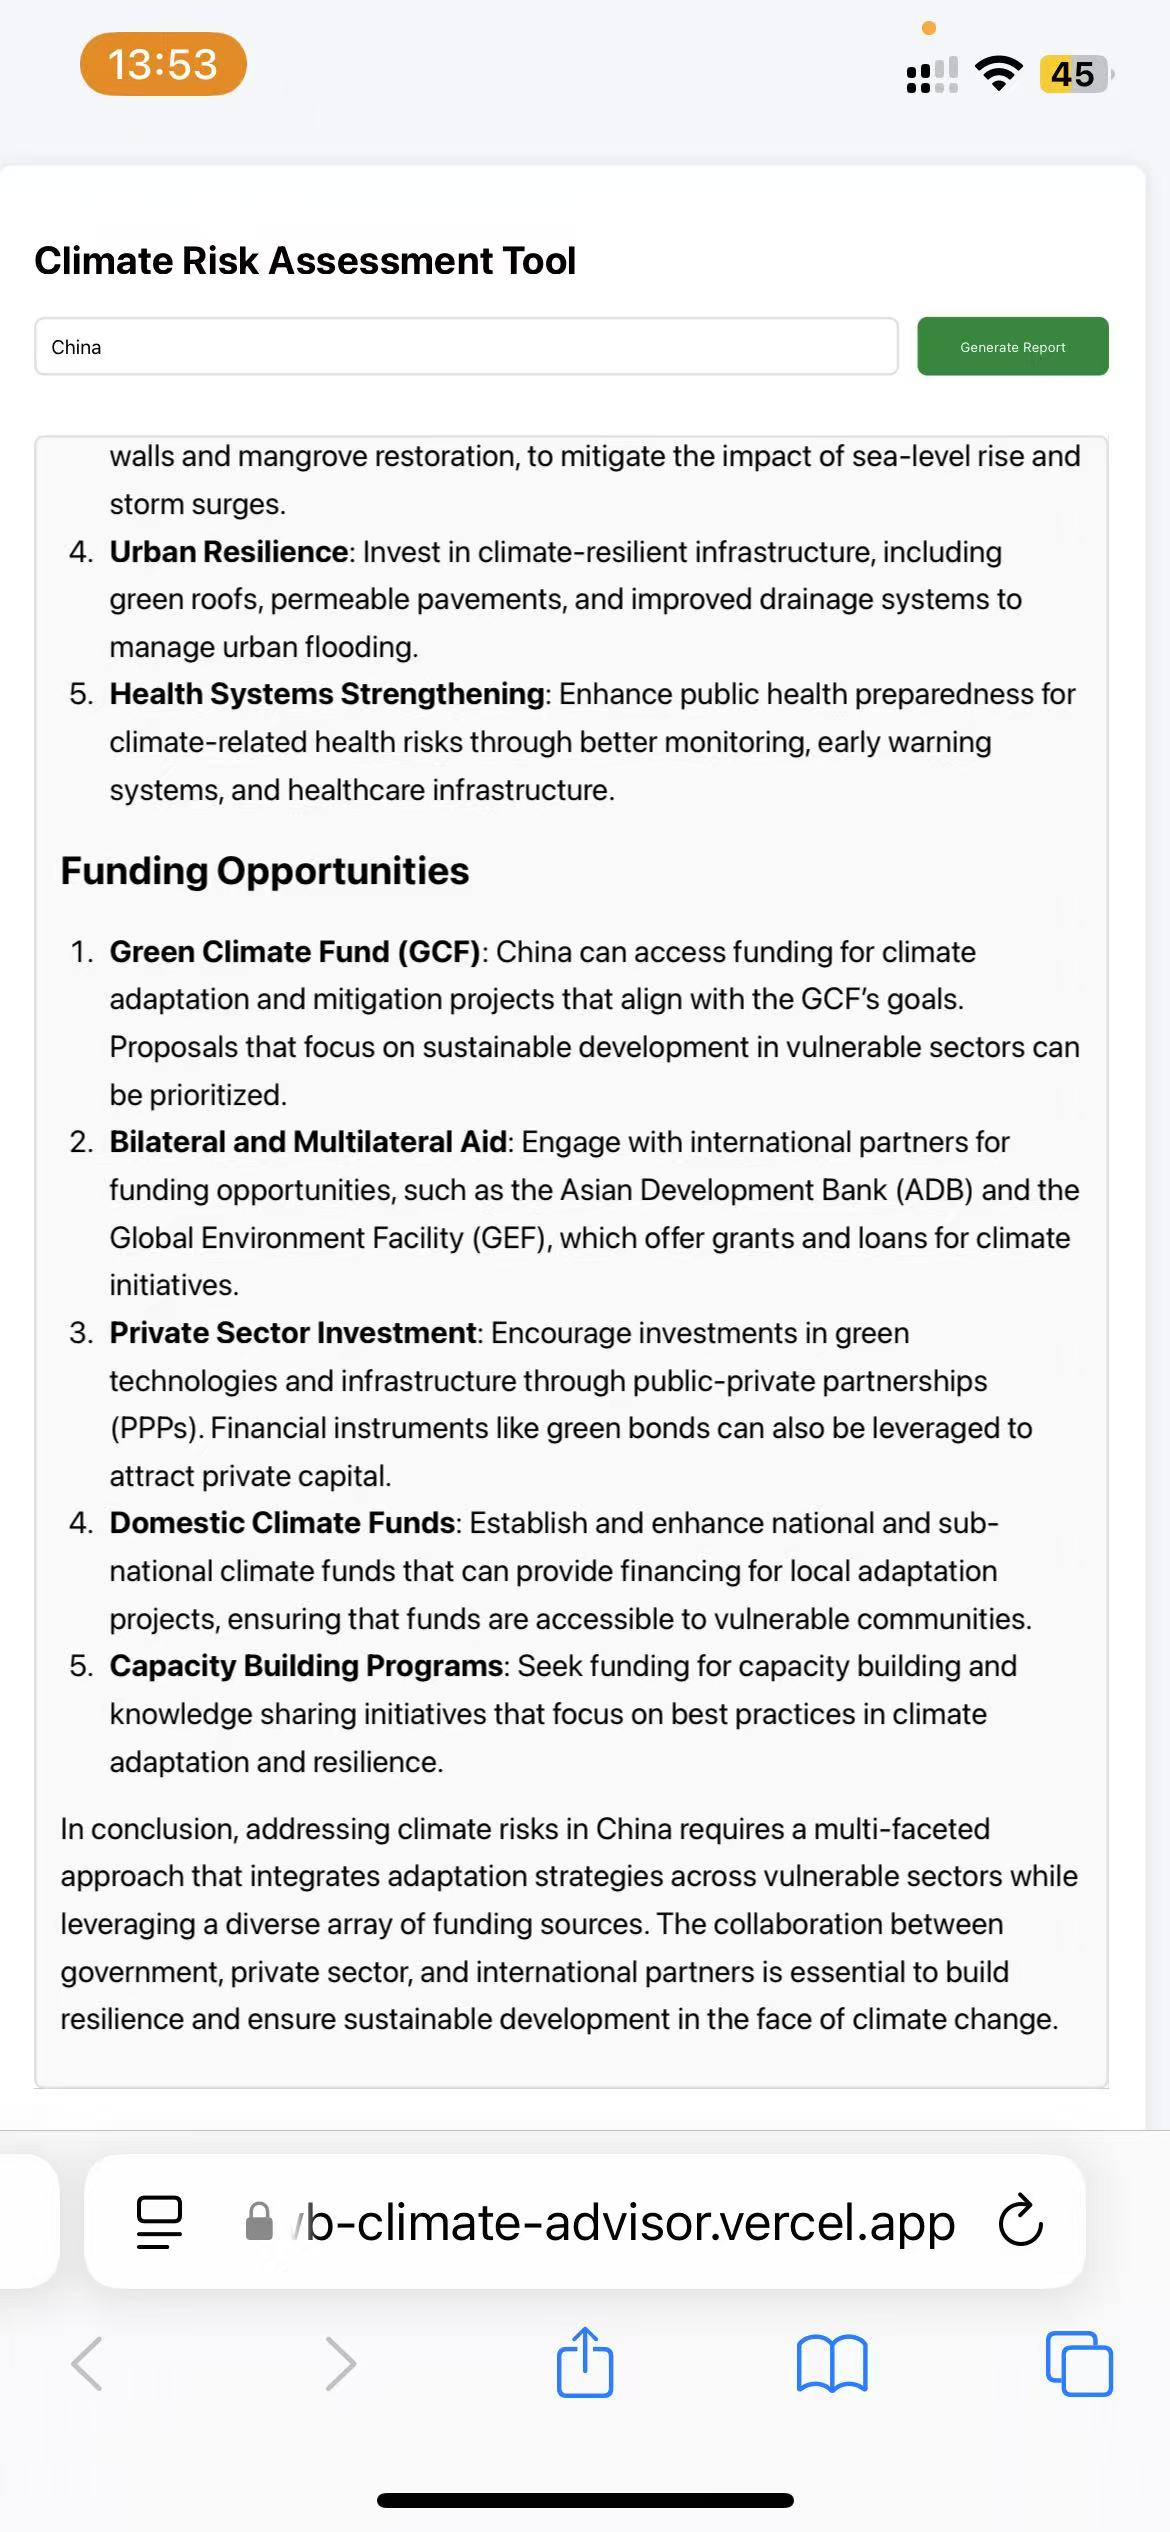 13:53
45
Climate Risk Assessment Tool
China
Generate Report
walls and mangrove restoration, to mitigate the impact of sea-level rise and
storm surges.
4. Urban Resilience: Invest in climate-resilient infrastructure, including
green roofs, permeable pavements, and improved drainage systems to
manage urban flooding.
5. Health Systems Strengthening: Enhance public health preparedness for
climate-related health risks through better monitoring, early warning
systems, and healthcare infrastructure.
Funding Opportunities
1. Green Climate Fund (GCF): China can access funding for climate
adaptation and mitigation projects that align with the GCF’s goals.
Proposals that focus on sustainable development in vulnerable sectors can
be prioritized.
2. Bilateral and Multilateral Aid: Engage with international partners for
funding opportunities, such as the Asian Development Bank (ADB) and the
Global Environment Facility (GEF), which offer grants and loans for climate
initiatives.
3. Private Sector Investment: Encourage investments in green
technologies and infrastructure through public-private partnerships
(PPPs). Financial instruments like green bonds can also be leveraged to
attract private capital.
4. Domestic Climate Funds: Establish and enhance national and sub-
national climate funds that can provide financing for local adaptation
projects, ensuring that funds are accessible to vulnerable communities.
5. Capacity Building Programs: Seek funding for capacity building and
knowledge sharing initiatives that focus on best practices in climate
adaptation and resilience.
In conclusion, addressing climate risks in China requires a multi-faceted
approach that integrates adaptation strategies across vulnerable sectors while
leveraging a diverse array of funding sources. The collaboration between
government, private sector, and international partners is essential to build
resilience and ensure sustainable development in the face of climate change.
b-climate-advisor.vercel.app